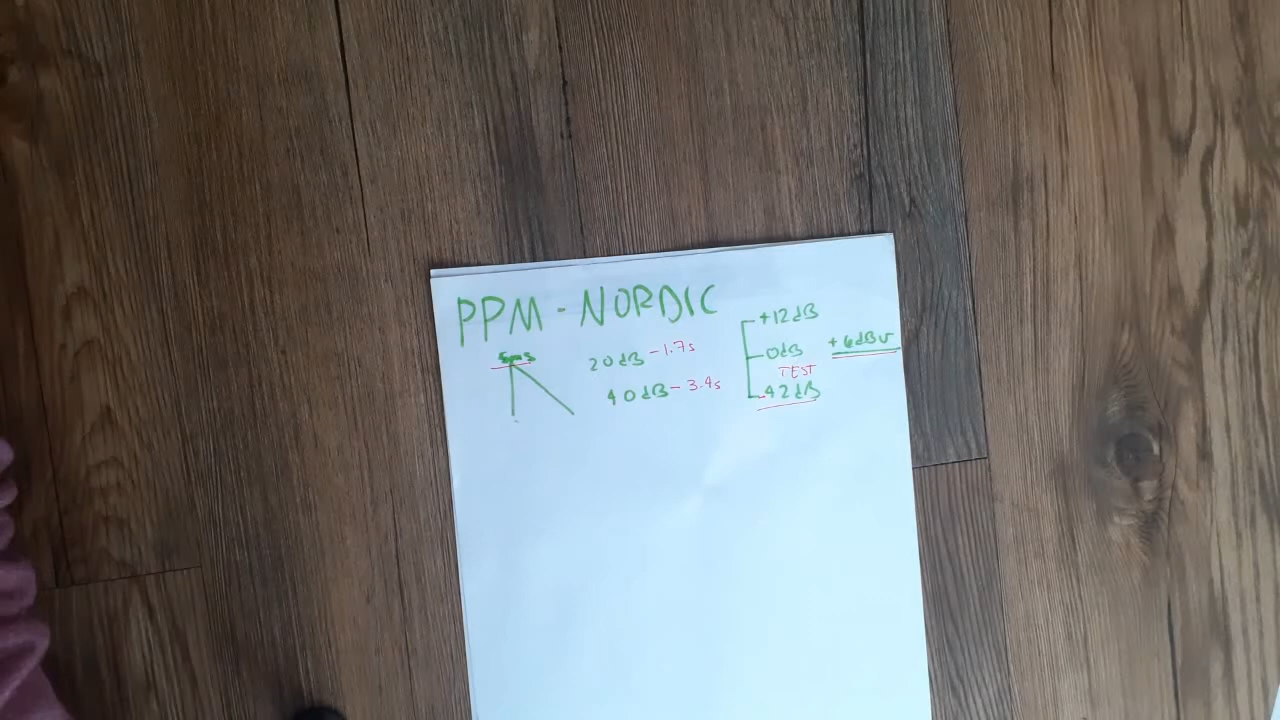 PPM - NORDIC
5ms
20dB - 1.7s
40dB - 3.4s
+12dB
0dB +6dBu
TEST
-42dB